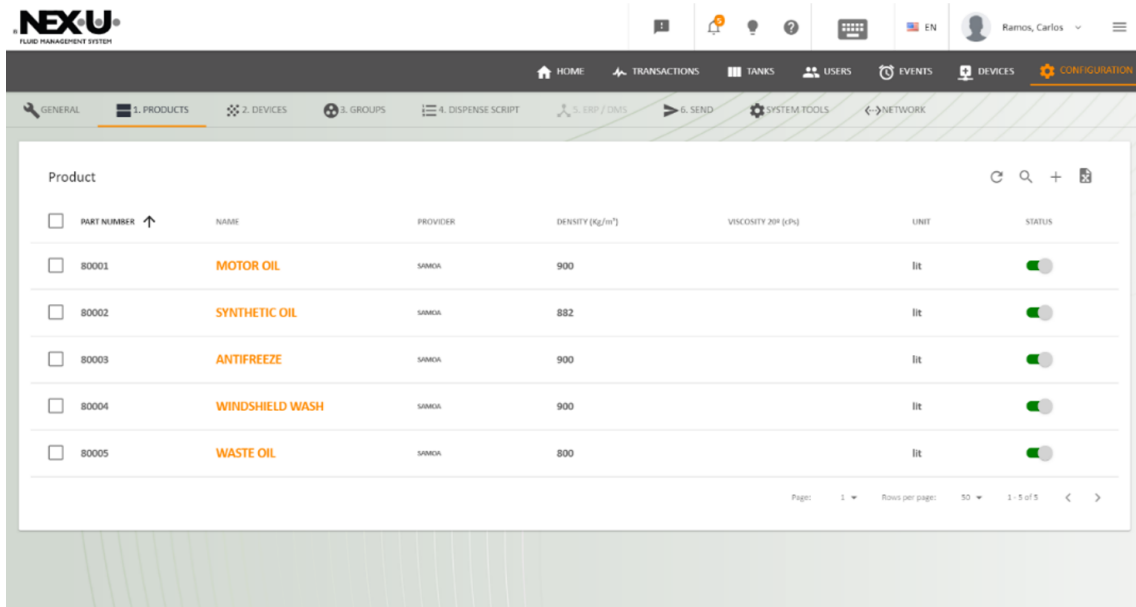 NEX·U·
FLUID MANAGEMENT SYSTEM
5
EN
Ramos, Carlos
HOME TRANSACTIONS TANKS USERS EVENTS DEVICES CONFIGURATION
GENERAL 1. PRODUCTS 2. DEVICES 3. GROUPS 4. DISPENSE SCRIPT 5. ERP / DMS 6. SEND SYSTEM TOOLS NETWORK
Product
PART NUMBER NAME PROVIDER DENSITY (Kg/m³) VISCOSITY 20º (cPs) UNIT STATUS
80001 MOTOR OIL SAMOA 900 lit
80002 SYNTHETIC OIL SAMOA 882 lit
80003 ANTIFREEZE SAMOA 900 lit
80004 WINDSHIELD WASH SAMOA 900 lit
80005 WASTE OIL SAMOA 800 lit
Page: 1 Rows per page: 50 1 - 5 of 5